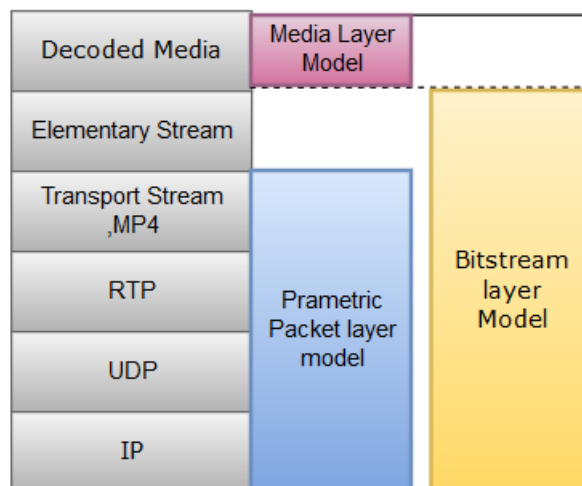 Decoded Media
Elementary Stream
Transport Stream
,MP4
RTP
UDP
IP
Media Layer
Model
Prametric
Packet layer
model
Bitstream
layer
Model